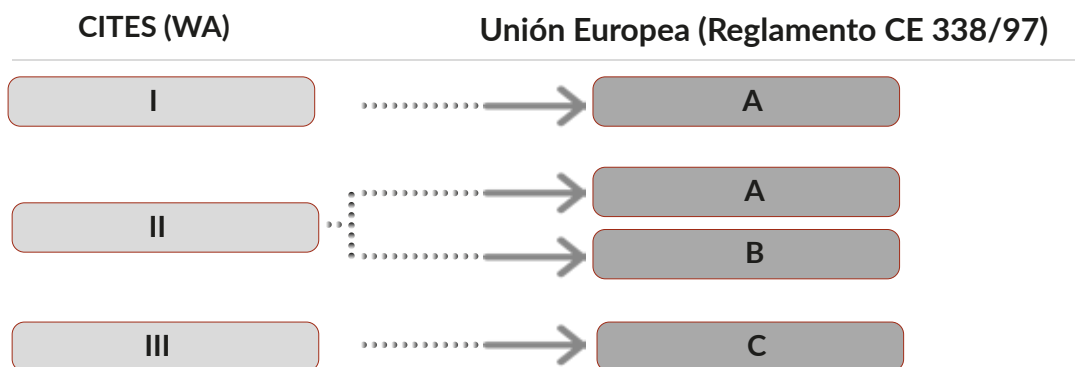 CITES (WA)
Unión Europea (Reglamento CE 338/97)
I
A
II
A
B
III
C